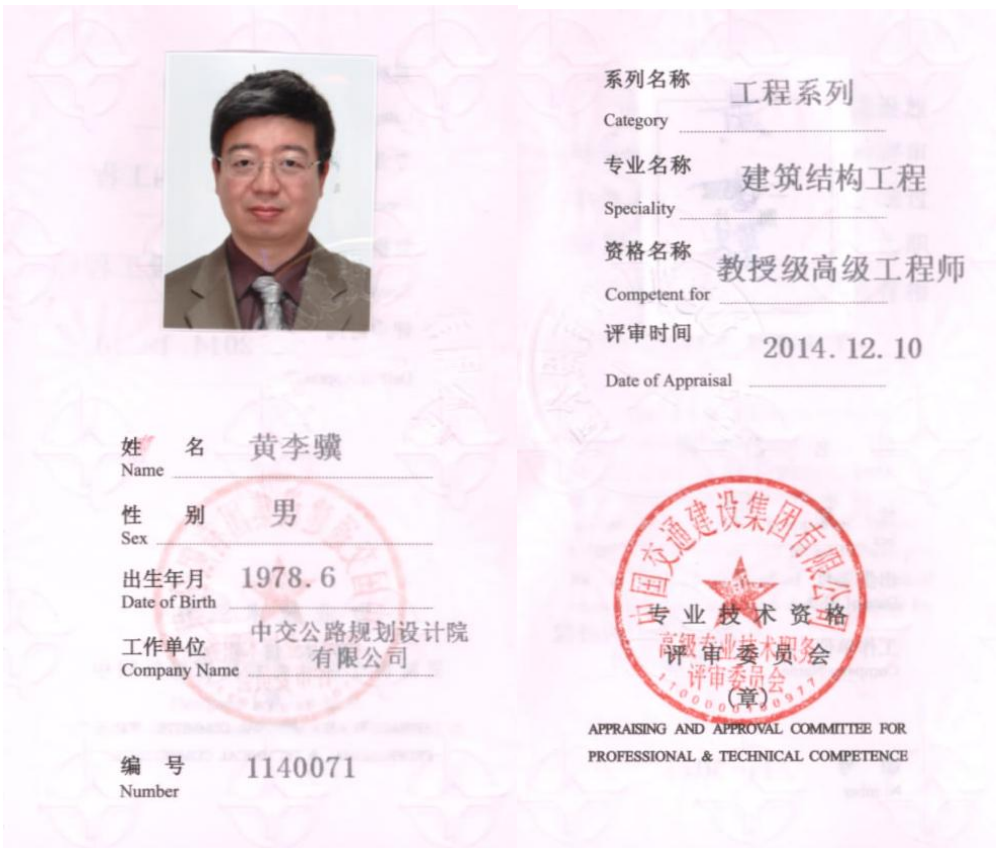 姓 名 黄李骥
Name
性 别 男
Sex
出生年月 1978.6
Date of Birth
工作单位 中交公路规划设计院
有限公司
Company Name
编 号 1140071
Number
系列名称 工程系列
Category
专业名称 建筑结构工程
Speciality
资格名称 教授级高级工程师
Competent for
评审时间 2014.12.10
Date of Appraisal
中国交通建设集团有限公司
专业技术资格
高级专业技术职务
评审委员会
评审委员会
(章)
APPRAISING AND APPROVAL COMMITTEE FOR
PROFESSIONAL & TECHNICAL COMPETENCE